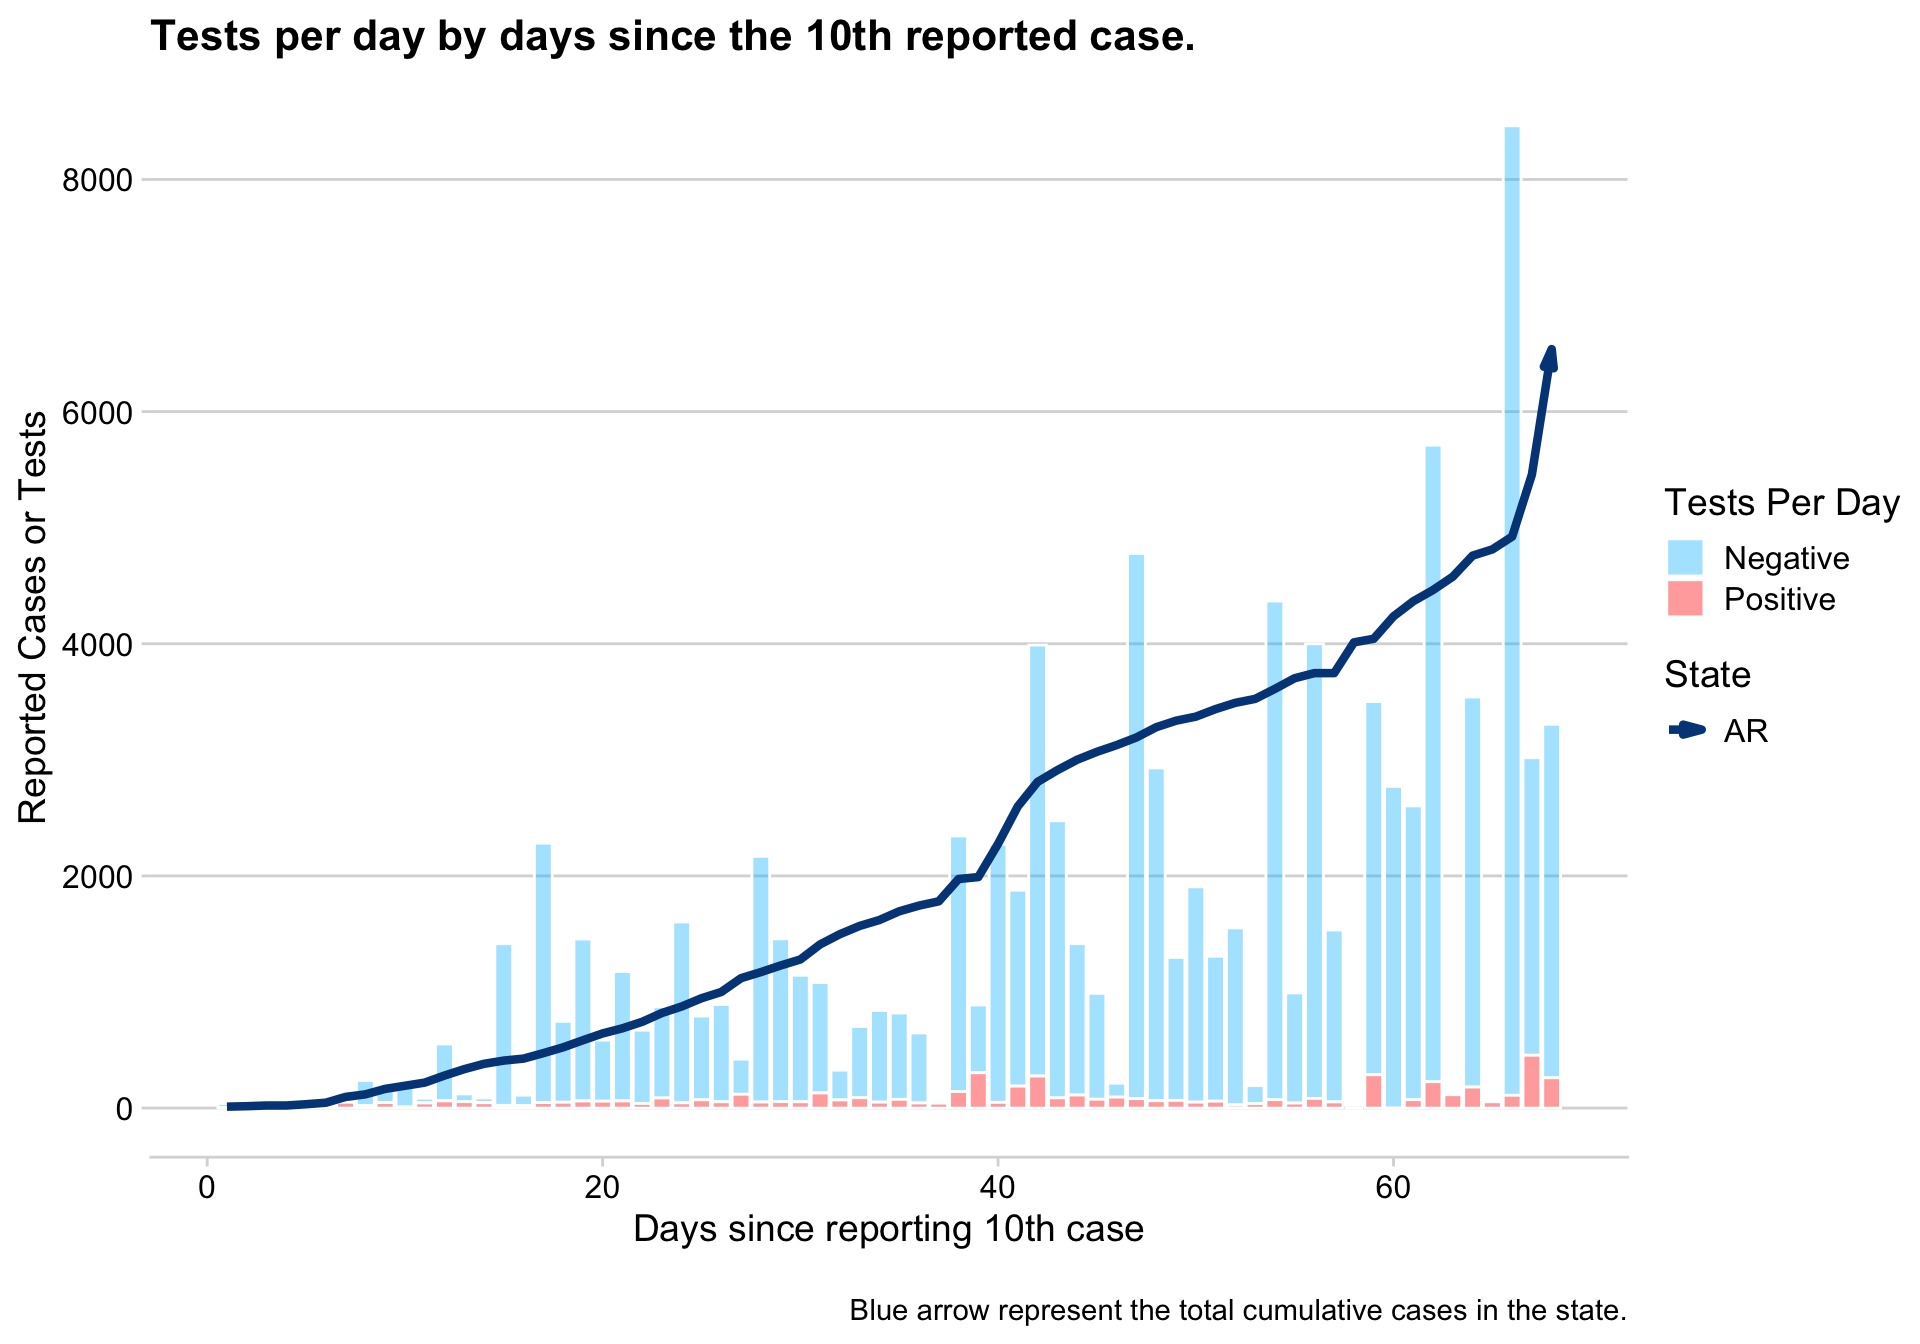 Tests per day by days since the 10th reported case.
8000
6000
4000
2000
0
Reported Cases or Tests
0 20 40 60
Days since reporting 10th case
Tests Per Day
Negative
Positive
State
AR
Blue arrow represent the total cumulative cases in the state.